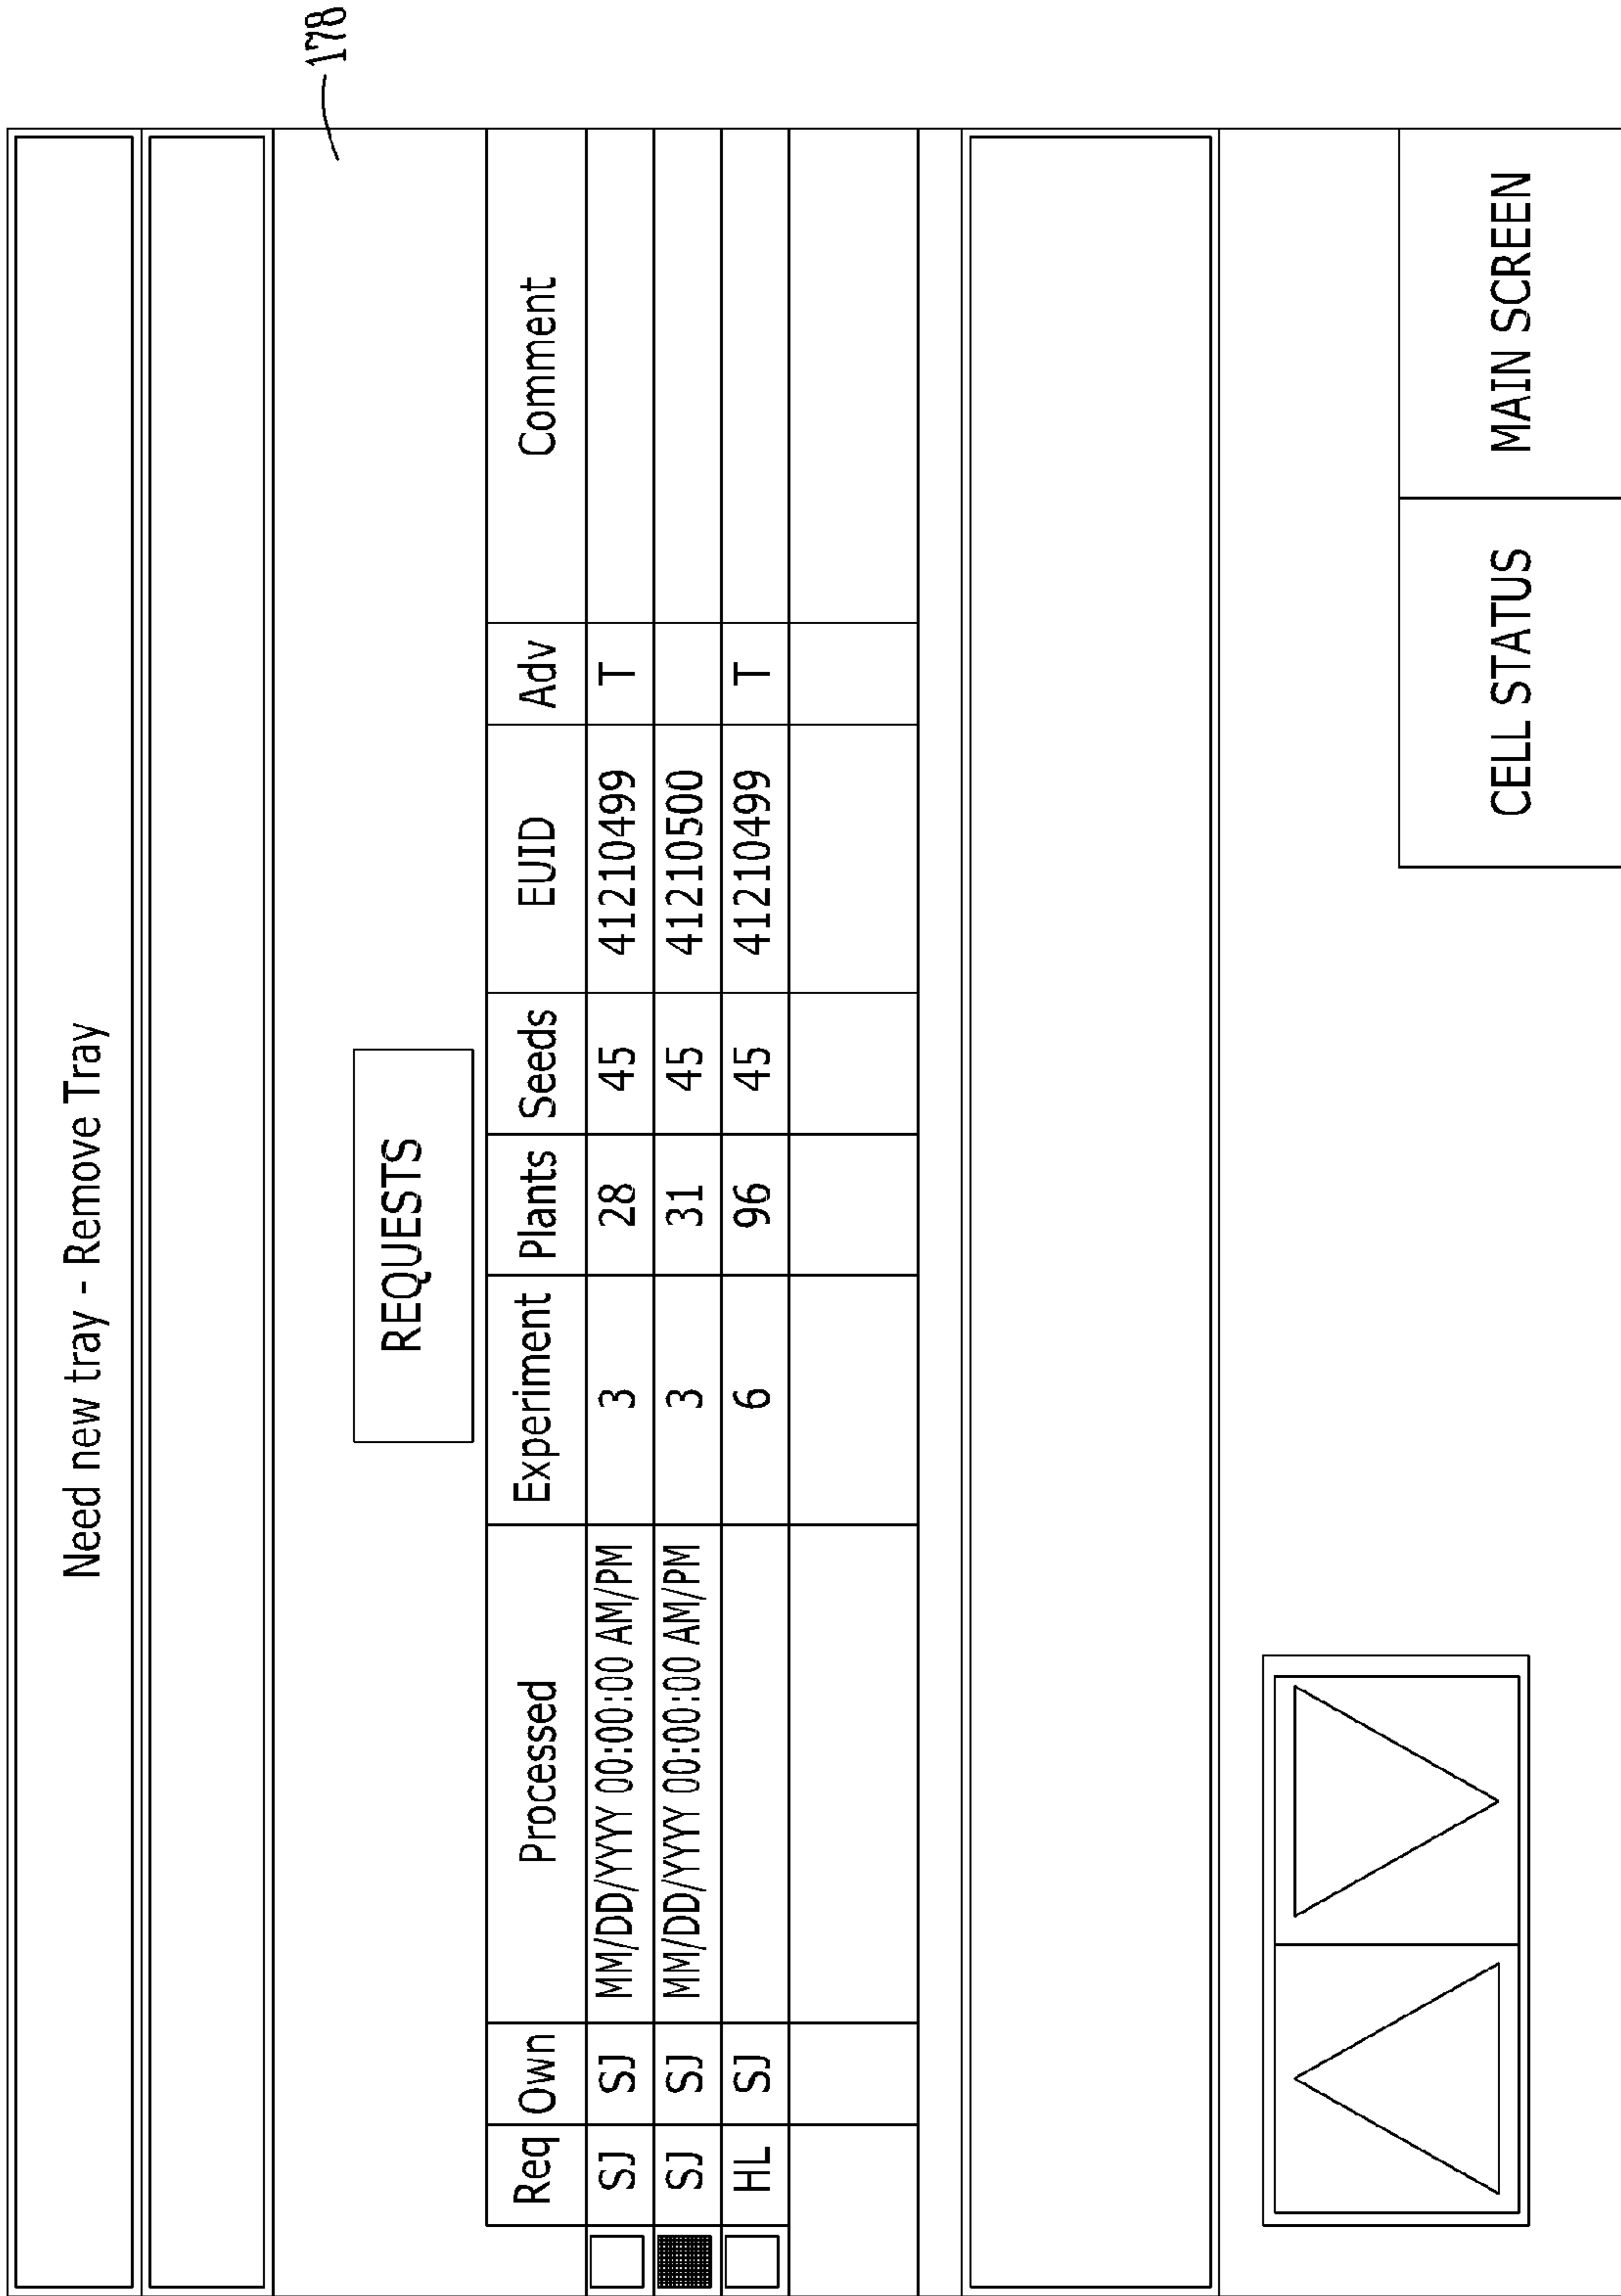 178
Need new tray - Remove Tray
REQUESTS
Req Own Processed Experiment Plants Seeds EUID Adv Comment
SJ SJ MM/DD/YYY 00:00:00 AM/PM 3 28 45 41210499 T
SJ SJ MM/DD/YYY 00:00:00 AM/PM 3 31 45 41210500
HL SJ 6 96 45 41210499 T
CELL STATUS MAIN SCREEN